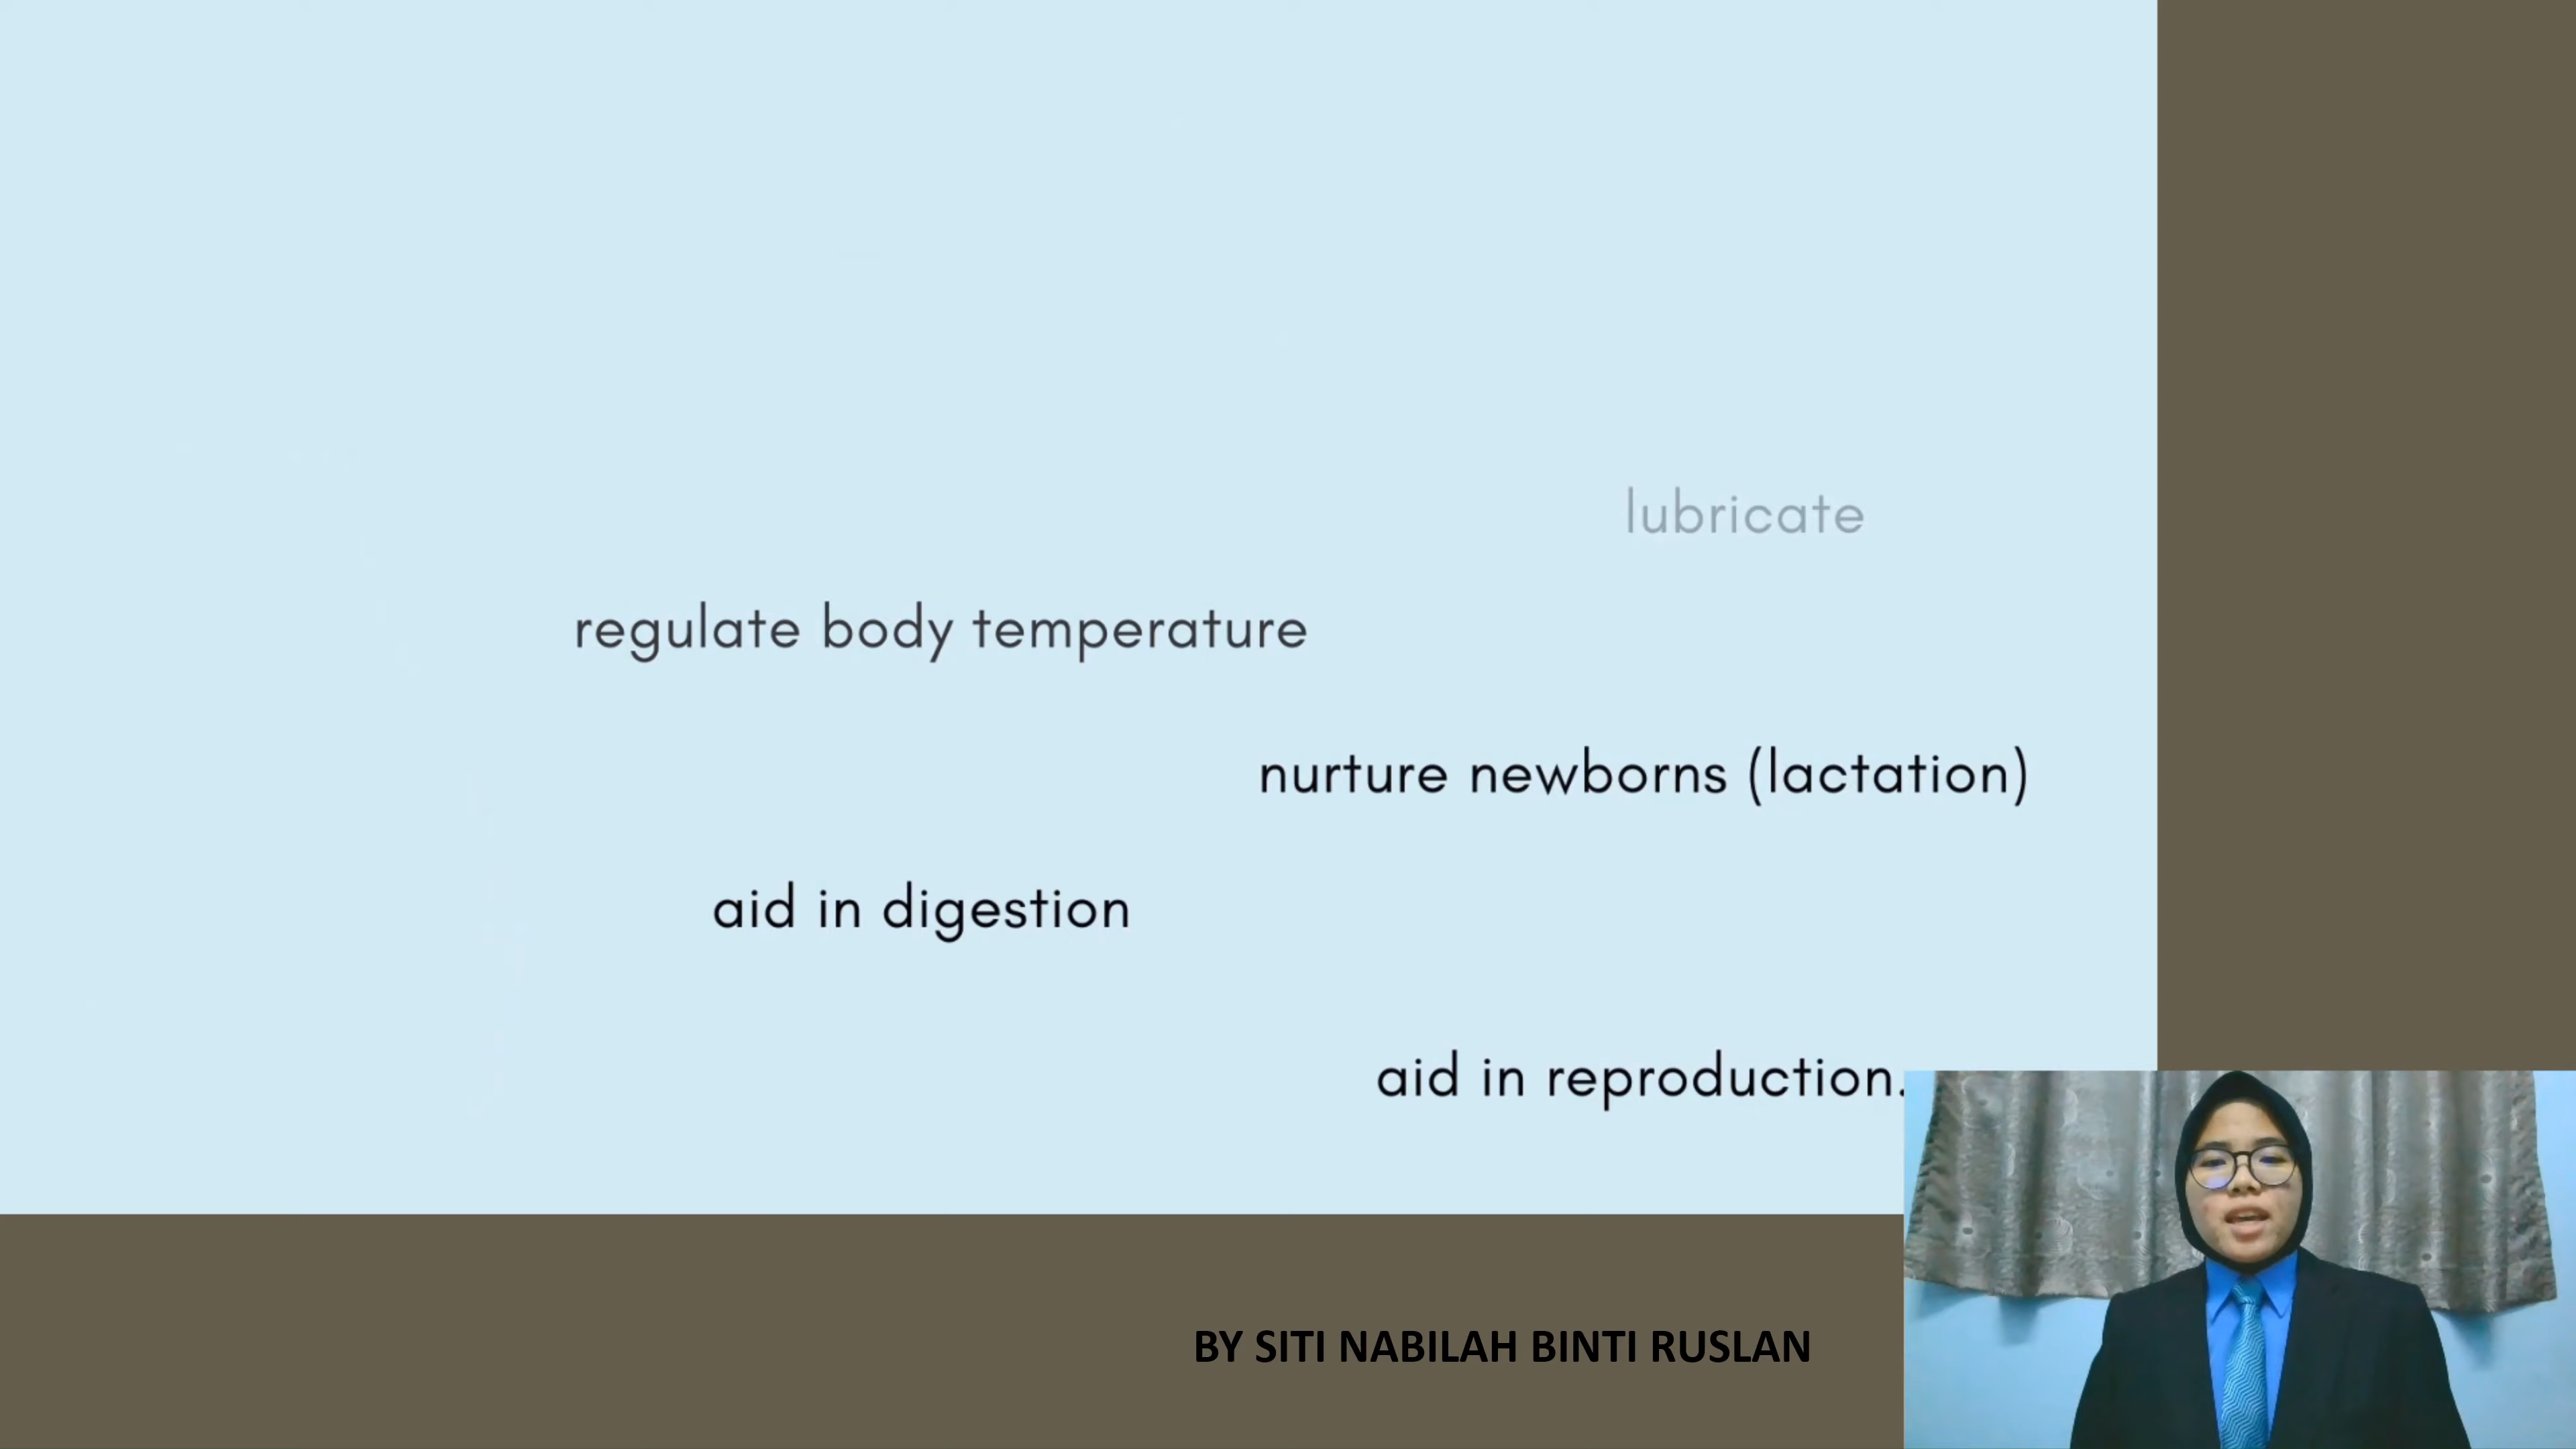 lubricate
regulate body temperature
nurture newborns (lactation)
aid in digestion
aid in reproduction.
BY SITI NABILAH BINTI RUSLAN